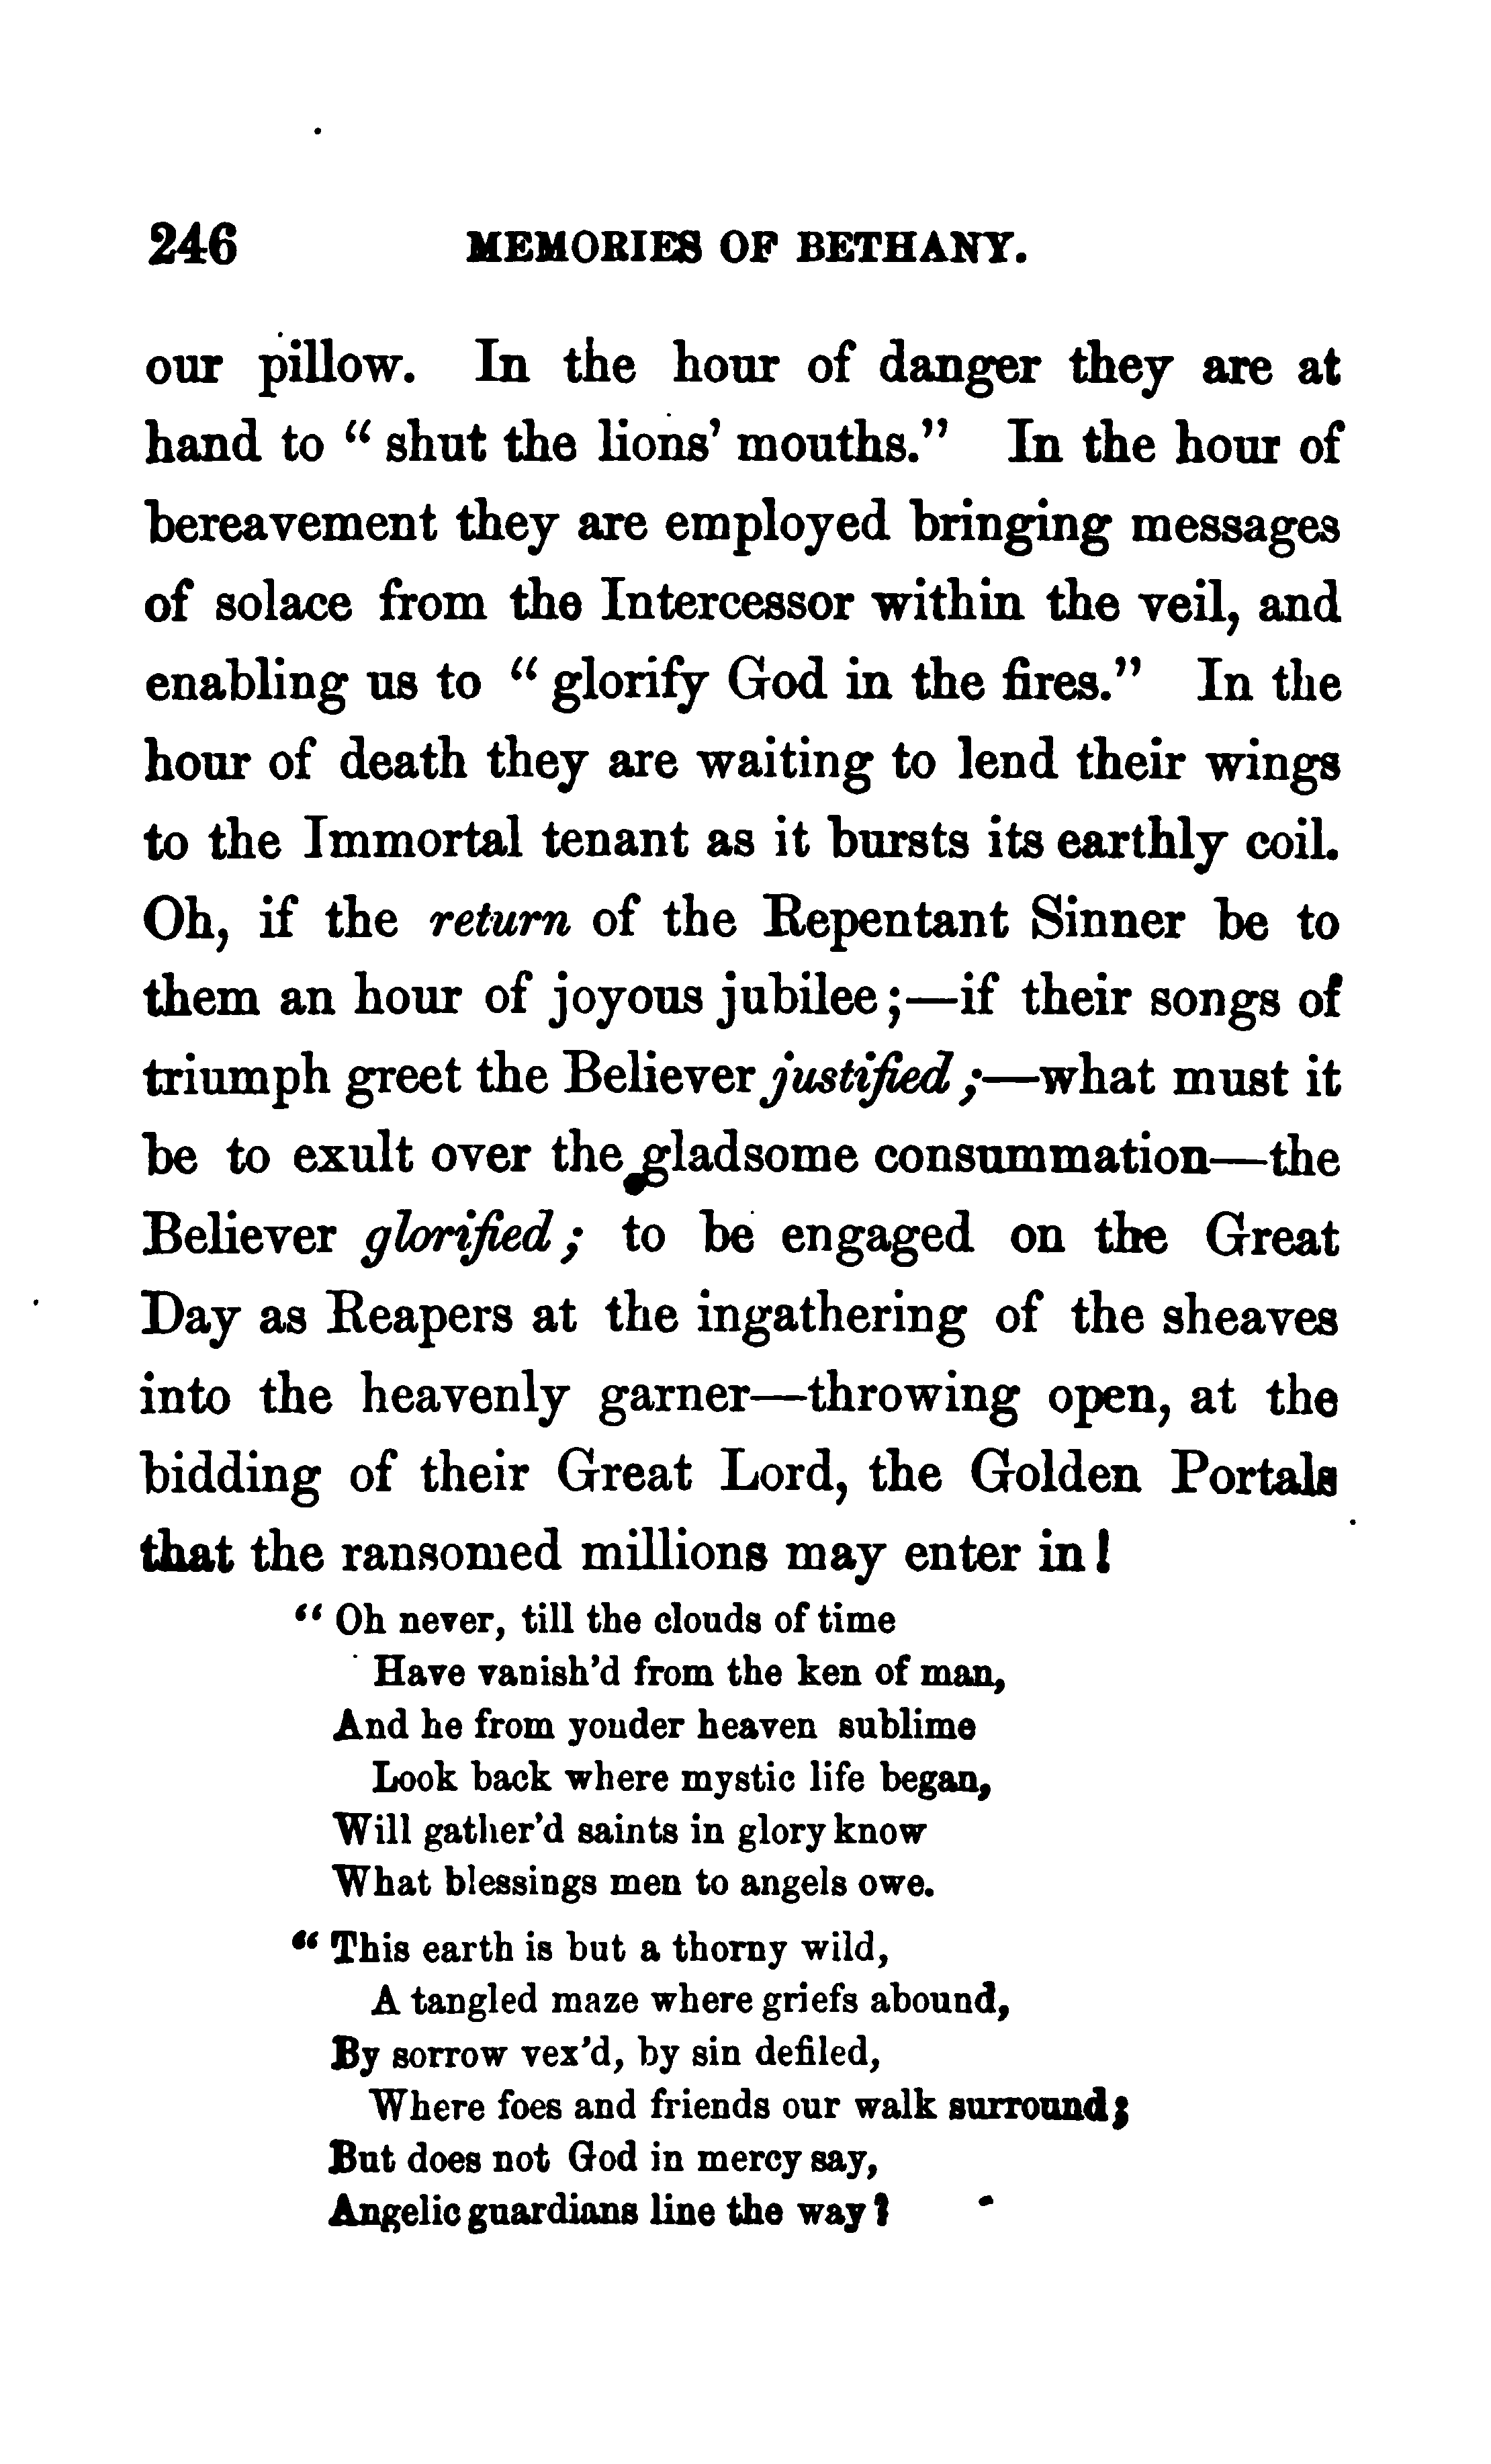 246 MEMORIES OF BETHANY.
our pillow. In the hour of danger they are at
hand to " shut the lions' mouths." In the hour of
bereavement they are employed bringing messages
of solace from the Intercessor within the veil, and
enabling us to " glorify God in the fires." In the
hour of death they are waiting to lend their wings
to the Immortal tenant as it bursts its earthly coil.
Oh, if the return of the Repentant Sinner be to
them an hour of joyous jubilee ;—if their songs of
triumph greet the Believer justified ;—what must it
be to exult over the gladsome consummation—the
Believer glorified ; to be engaged on the Great
Day as Reapers at the ingathering of the sheaves
into the heavenly garner—throwing open, at the
bidding of their Great Lord, the Golden Portals
that the ransomed millions may enter in !
" Oh never, till the clouds of time
Have vanish'd from the ken of man,
And he from yonder heaven sublime
Look back where mystic life began,
Will gather'd saints in glory know
What blessings men to angels owe.
" This earth is but a thorny wild,
A tangled maze where griefs abound,
By sorrow vex'd, by sin defiled,
Where foes and friends our walk surround ;
But does not God in mercy say,
Angelic guardians line the way ?